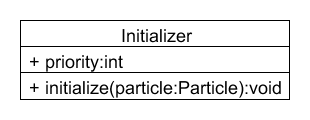 Initializer
+ priority:int
+ initialize(particle:Particle):void